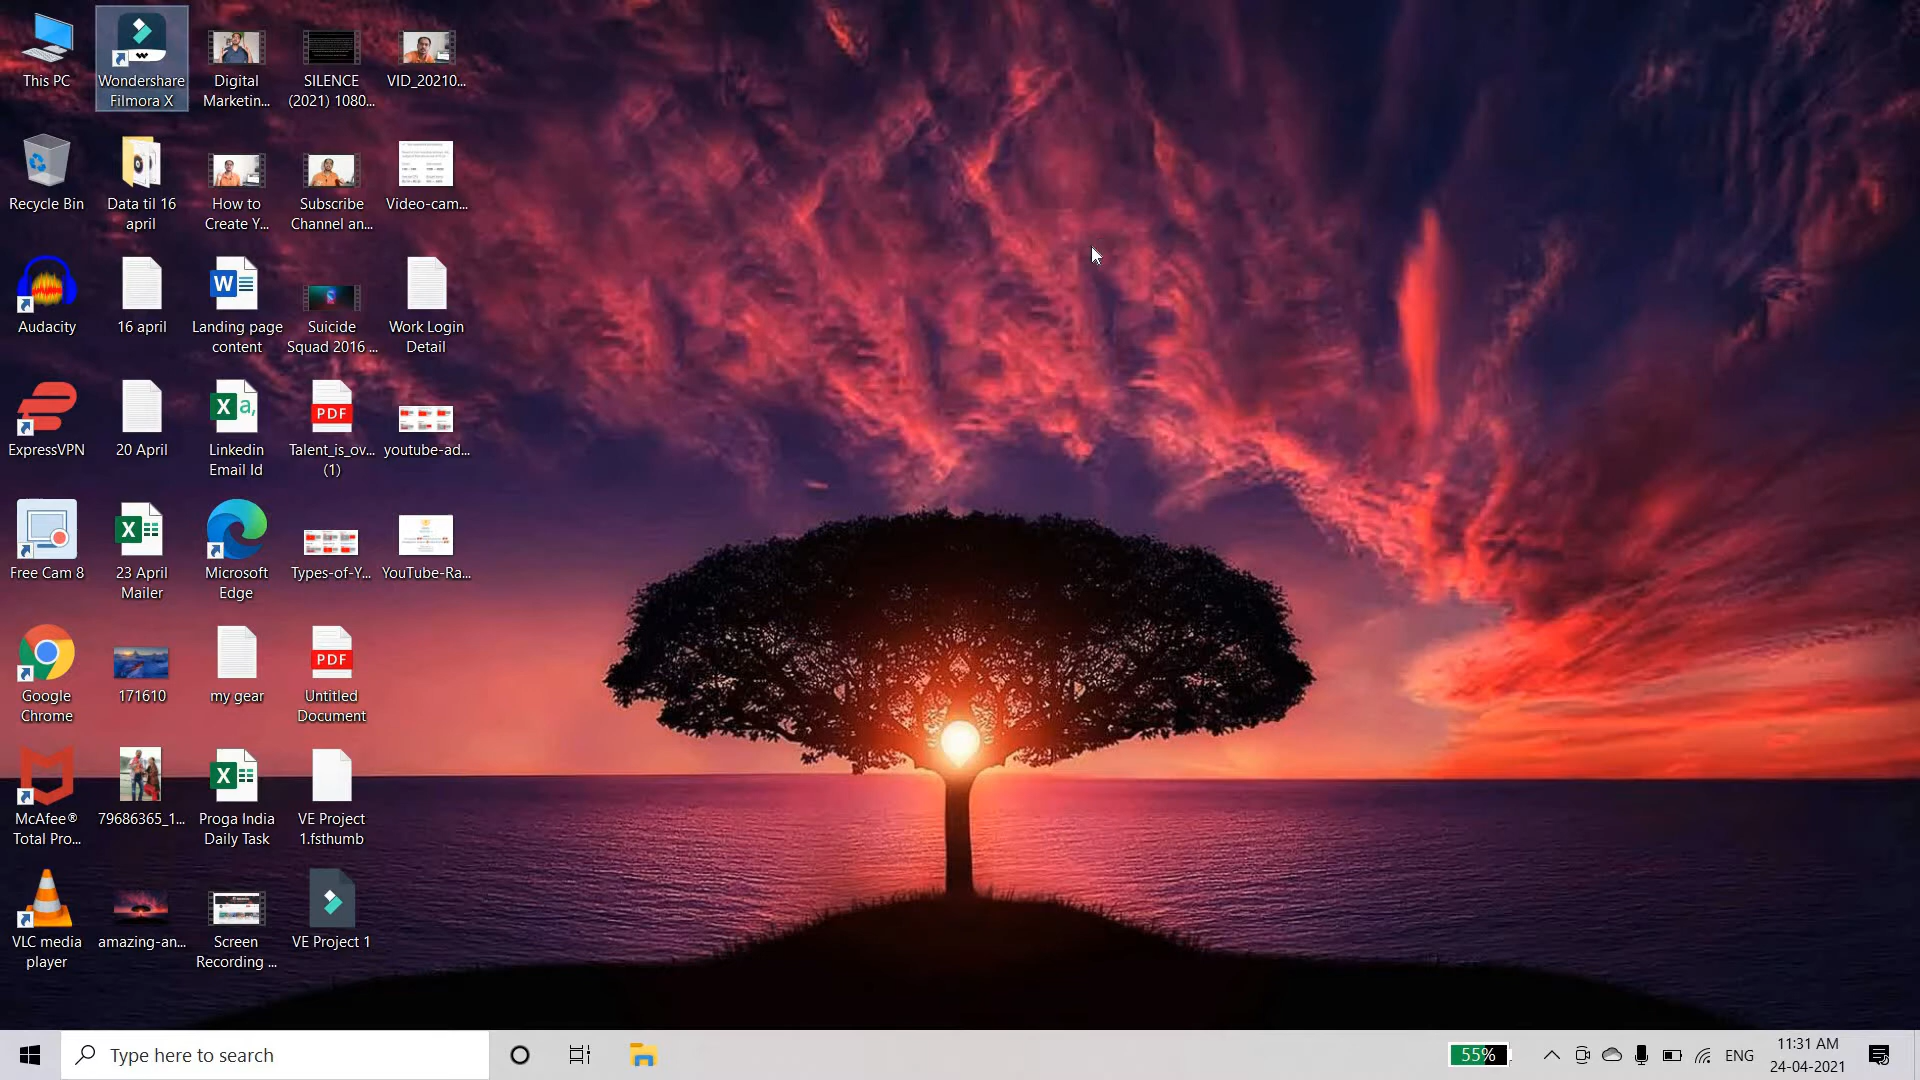 This PC
Wondershare
Filmora X
Digital
Marketin...
SILENCE
(2021) 1080...
VID_20210...
Recycle Bin
Data til 16
april
How to
Create Y...
Subscribe
Channel an...
Video-cam...
Audacity
16 april
W
Landing page
content
Suicide
Squad 2016 ...
Work Login
Detail
ExpressVPN
20 April
X a,
Linkedin
Email Id
PDF
Talent_is_ov...
(1)
youtube-ad...
Free Cam 8
X
23 April
Mailer
Microsoft
Edge
Types-of-Y...
YouTube-Ra...
Google
Chrome
171610
my gear
PDF
Untitled
Document
McAfee®
Total Pro...
79686365_1...
X
Proga India
Daily Task
VE Project
1.fsthumb
VLC media
player
amazing-an...
Screen
Recording ...
VE Project 1
Type here to search
55%
ENG
11:31 AM
24-04-2021